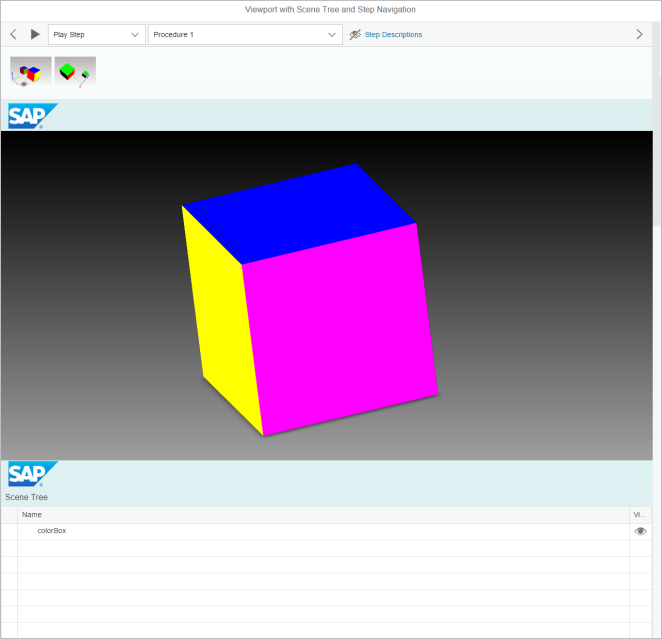 Viewport with Scene Tree and Step Navigation
Play Step
Procedure 1
Step Descriptions
SAP
SAP
Scene Tree
Name
Vi...
colorBox